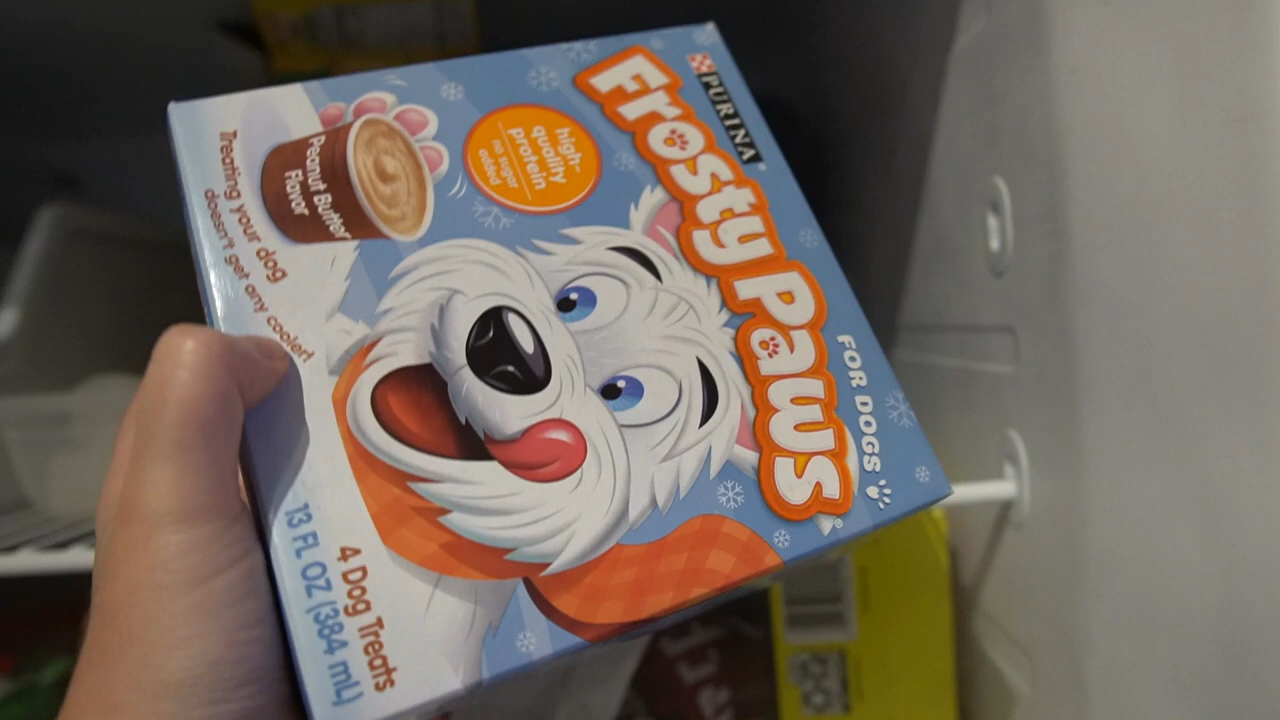 PURINA®
Frosty Paws®
FOR DOGS
high-
quality
protein
no sugar
added
Peanut Butter
Flavor
Treating your dog
doesn't get any cooler!
4 Dog Treats
13 FL OZ (384 mL)